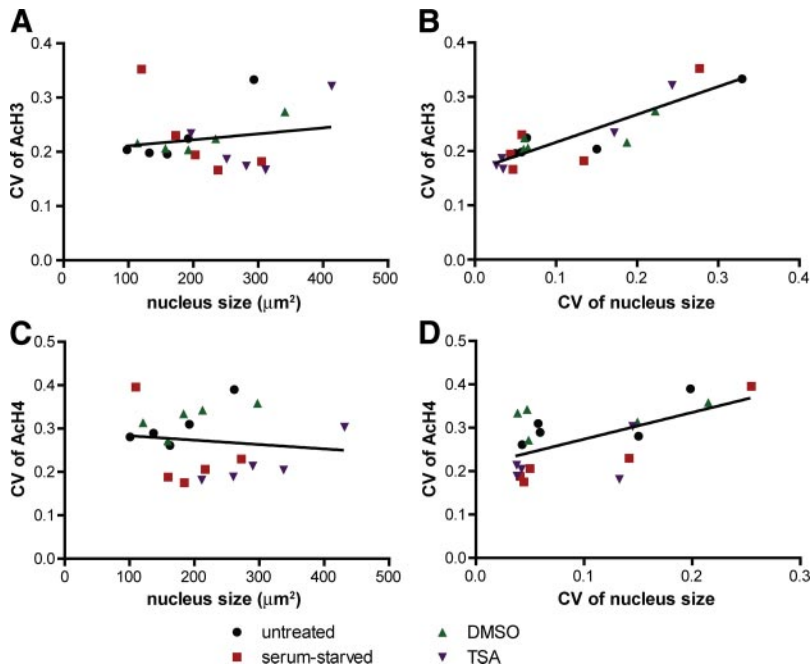 A
B
0.4
0.3
0.2
0.1
0.0
CV of AcH3
0 100 200 300 400 500
nucleus size (μm²)
0.4
0.3
0.2
0.1
0.0
CV of AcH3
0.0 0.1 0.2 0.3 0.4
CV of nucleus size
C
D
0.5
0.4
0.3
0.2
0.1
0.0
CV of AcH4
0 100 200 300 400 500
nucleus size (μm²)
0.5
0.4
0.3
0.2
0.1
0.0
CV of AcH4
0.0 0.1 0.2 0.3
CV of nucleus size
untreated
DMSO
serum-starved
TSA